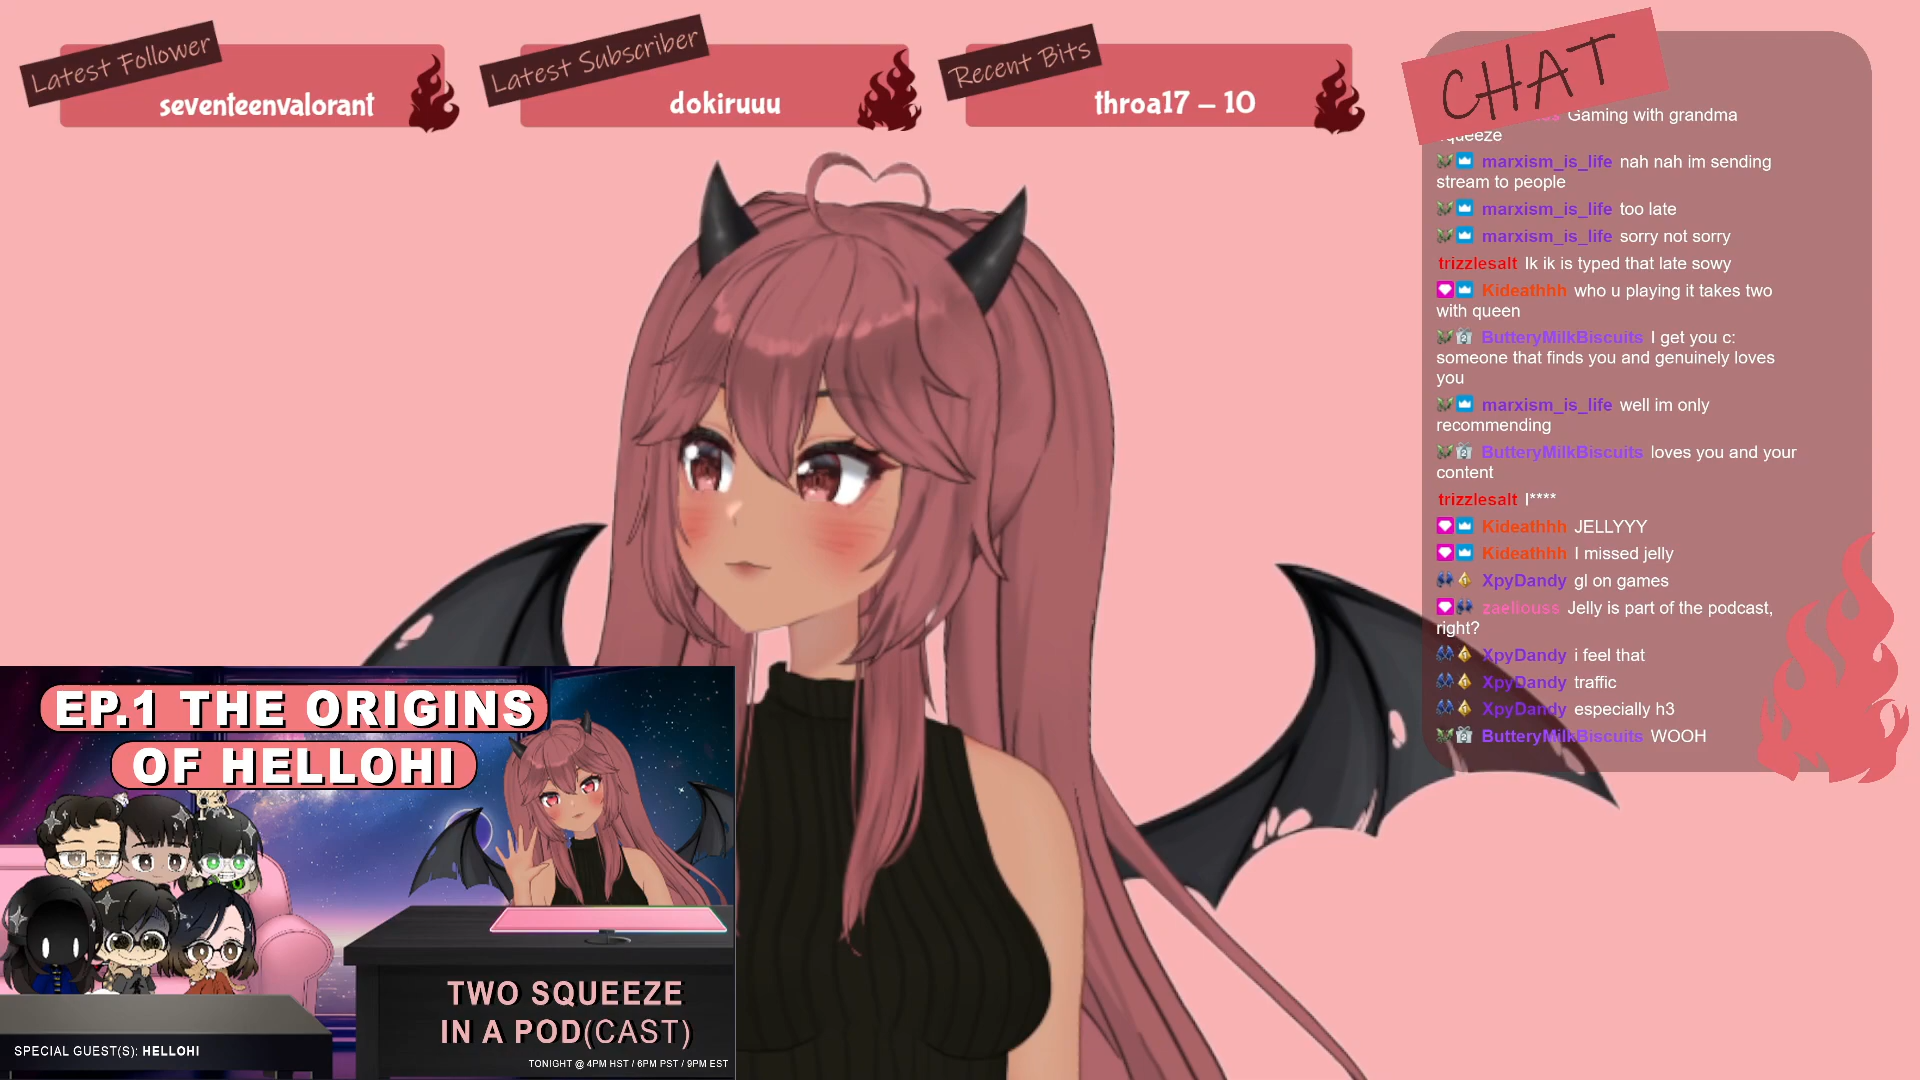 Latest Follower
seventeenvalorant
Latest Subscriber
dokiruuu
Recent Bits
throa17 - 10
CHAT
Gaming with grandma
squeeze
marxism_is_life nah nah im sending
stream to people
marxism_is_life too late
marxism_is_life sorry not sorry
trizzlesalt Ik ik is typed that late sowy
Kideathhh who u playing it takes two
with queen
ButteryMilkBiscuits I get you c:
someone that finds you and genuinely loves
you
marxism_is_life well im only
recommending
ButteryMilkBiscuits loves you and your
content
trizzlesalt I****
Kideathhh JELLYYY
Kideathhh I missed jelly
XpyDandy gl on games
zaeliouss Jelly is part of the podcast,
right?
XpyDandy i feel that
XpyDandy traffic
XpyDandy especially h3
ButteryMilkBiscuits WOOH
EP.1 THE ORIGINS
OF HELLOHI
TWO SQUEEZE
IN A POD(CAST)
SPECIAL GUEST(S): HELLOHI
TONIGHT @ 4PM HST / 6PM PST / 9PM EST